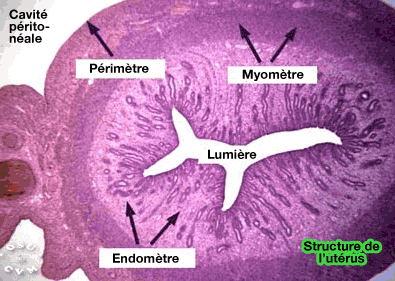 Cavité
périto-
néale
Périmètre
Myomètre
Lumière
Endomètre
Structure de
l'utérus